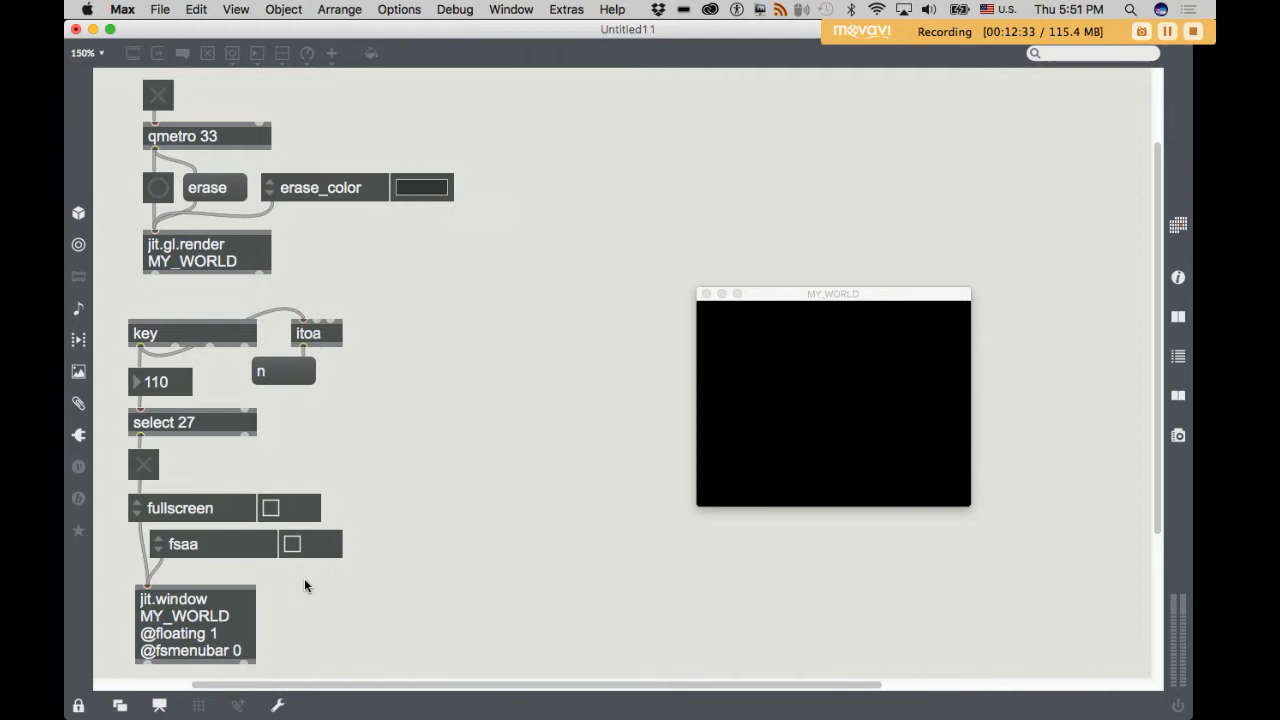 Max File Edit View Object Arrange Options Debug Window Extras Help U.S. Thu 5:51 PM
Untitled11
movavi Recording [00:12:33 / 115.4 MB]
150%
qmetro 33
erase erase_color
jit.gl.render
MY_WORLD
MY_WORLD
key itoa
n
110
select 27
fullscreen
fsaa
jit.window
MY_WORLD
@floating 1
@fsmenubar 0